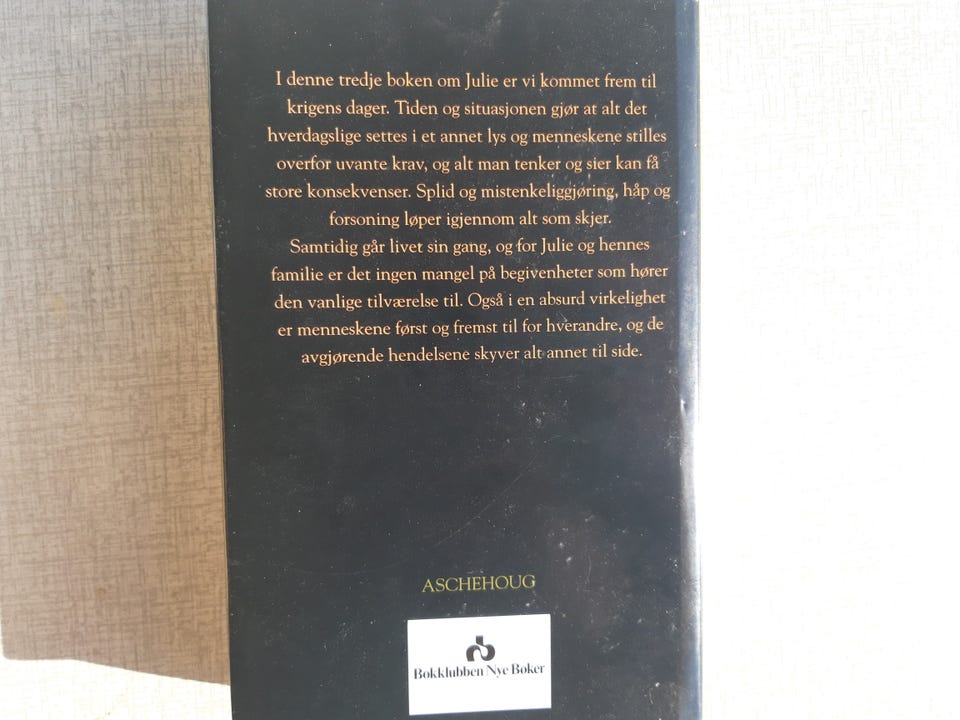 I denne tredje boken om Julie er vi kommet frem til
krigens dager. Tiden og situasjonen gjør at alt det
hverdagslige settes i et annet lys og menneskene stilles
overfor uvante krav, og alt man tenker og sier kan få
store konsekvenser. Splid og mistenkeliggjøring, håp og
forsoning løper igjennom alt som skjer.
Samtidig går livet sin gang, og for Julie og hennes
familie er det ingen mangel på begivenheter som hører
den vanlige tilværelse til. Også i en absurd virkelighet
er menneskene først og fremst til for hverandre, og de
avgjørende hendelsene skyver alt annet til side.
ASCHEHOUG
Bokklubben Nye Bøker